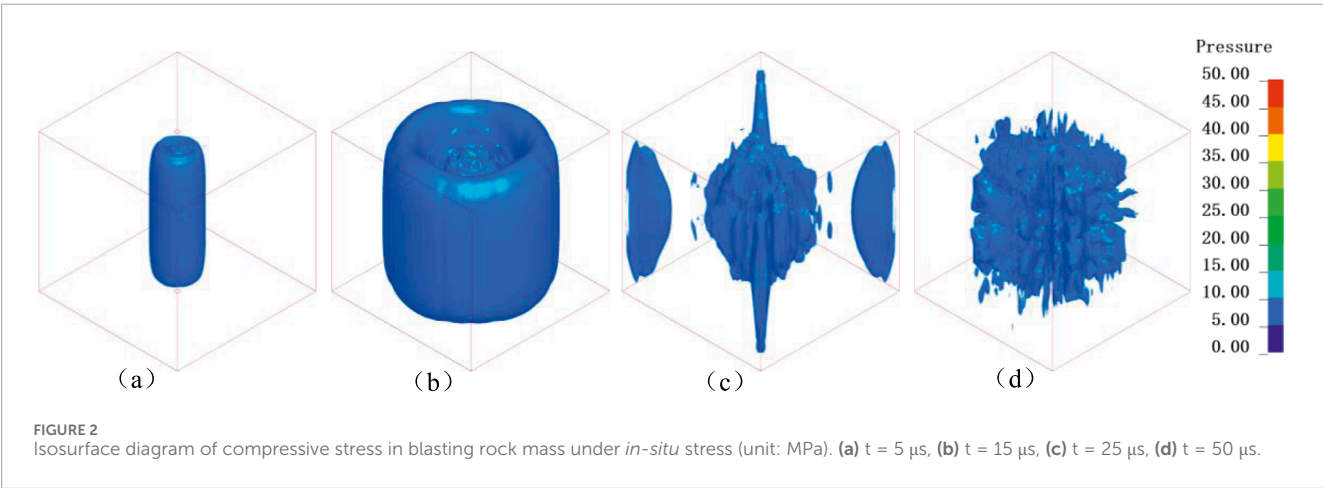 Pressure
50.00
45.00
40.00
35.00
30.00
25.00
20.00
15.00
10.00
5.00
0.00
(a) (b) (c) (d)
FIGURE 2
Isosurface diagram of compressive stress in blasting rock mass under in-situ stress (unit: MPa). (a) t = 5 μs, (b) t = 15 μs, (c) t = 25 μs, (d) t = 50 μs.